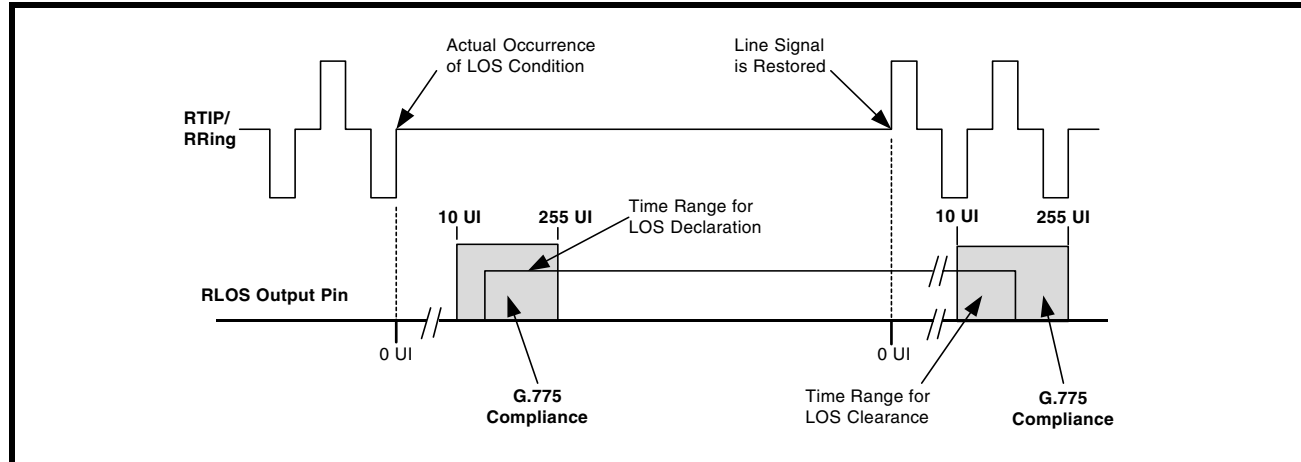 Actual Occurrence
of LOS Condition
Line Signal
is Restored
RTIP/
RRing
Time Range for
LOS Declaration
10 UI
255 UI
10 UI
255 UI
RLOS Output Pin
0 UI
0 UI
G.775
Compliance
Time Range for
LOS Clearance
G.775
Compliance